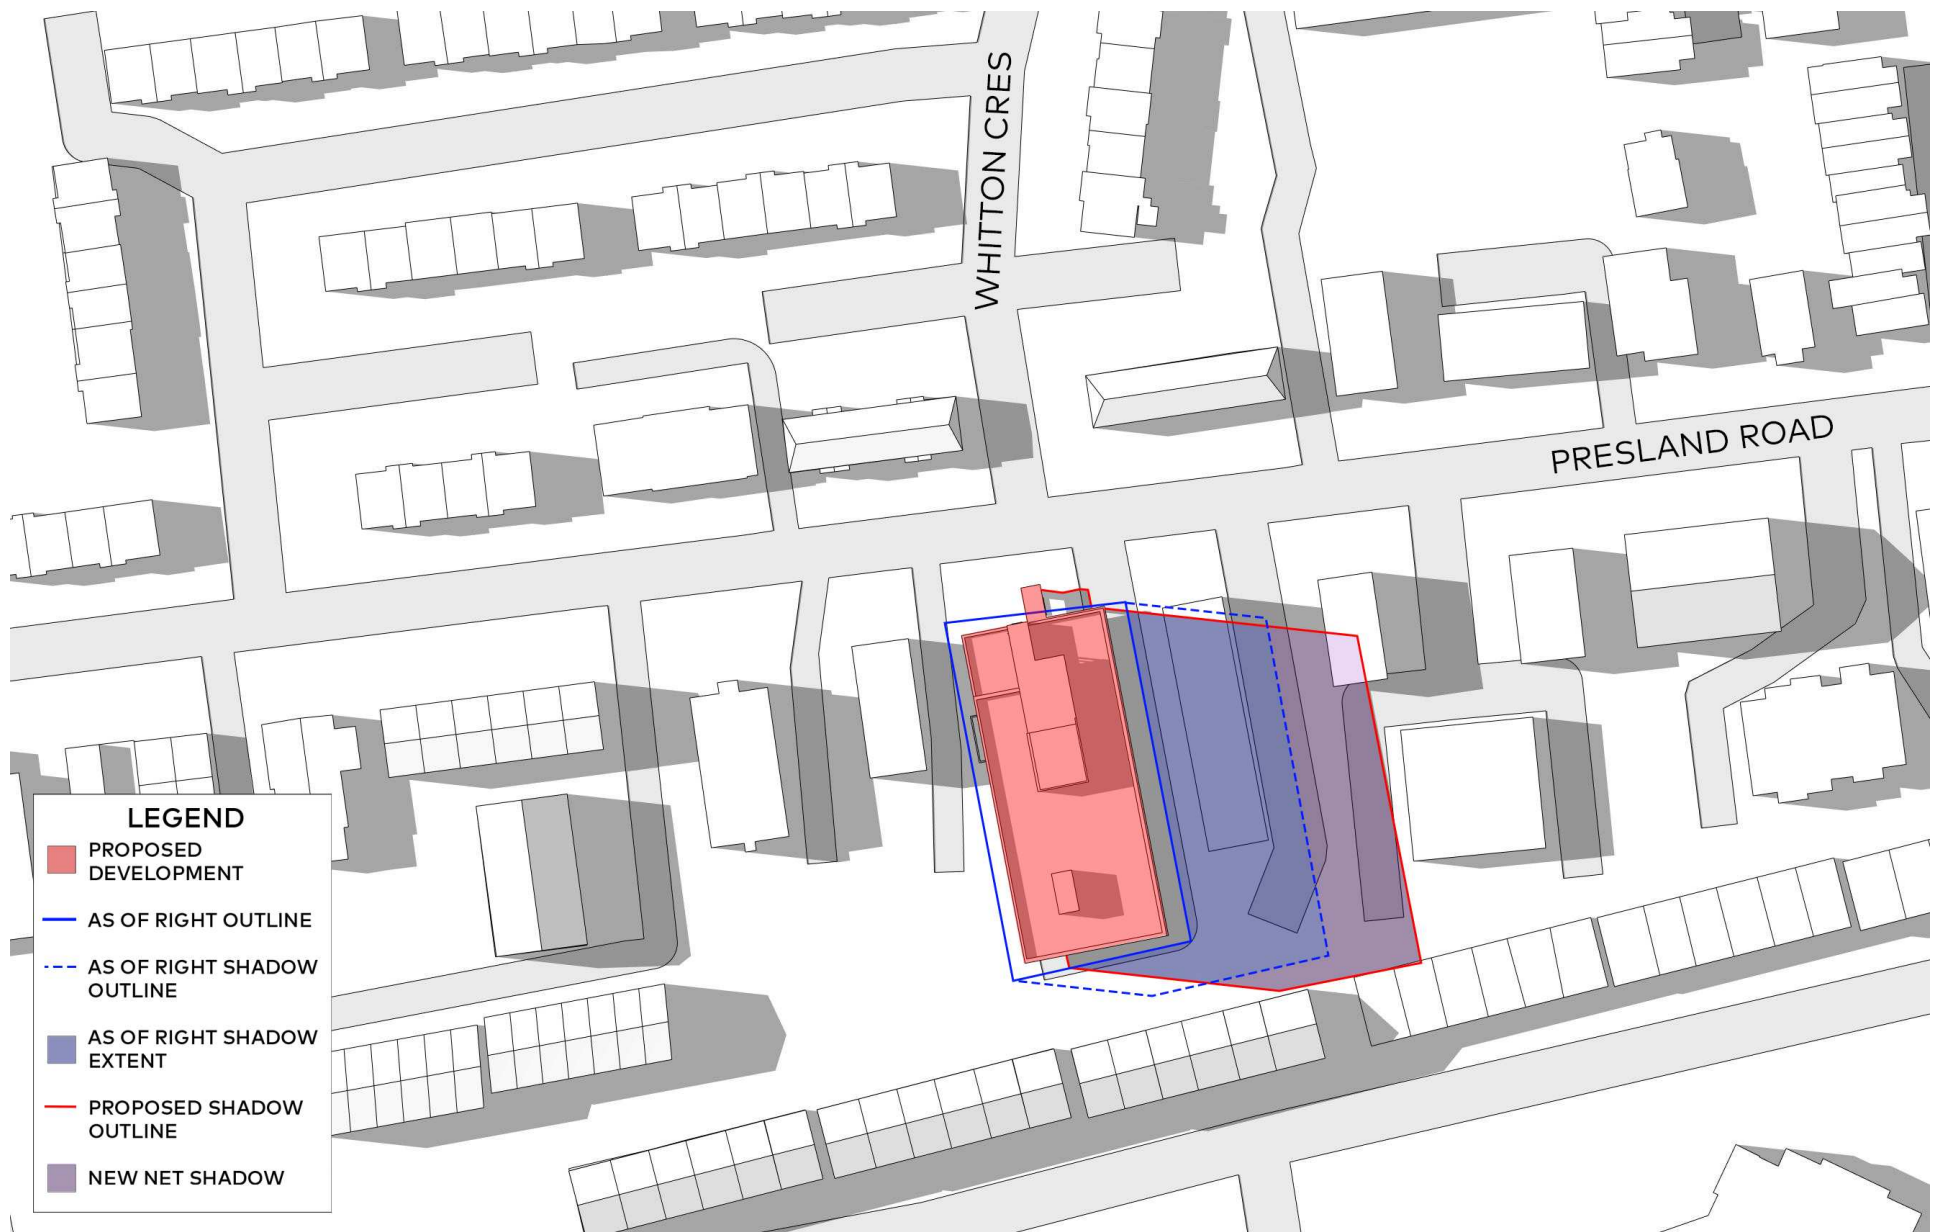 WHITTON CRES
PRESLAND ROAD
LEGEND
PROPOSED
DEVELOPMENT
AS OF RIGHT OUTLINE
AS OF RIGHT SHADOW
OUTLINE
AS OF RIGHT SHADOW
EXTENT
PROPOSED SHADOW
OUTLINE
NEW NET SHADOW